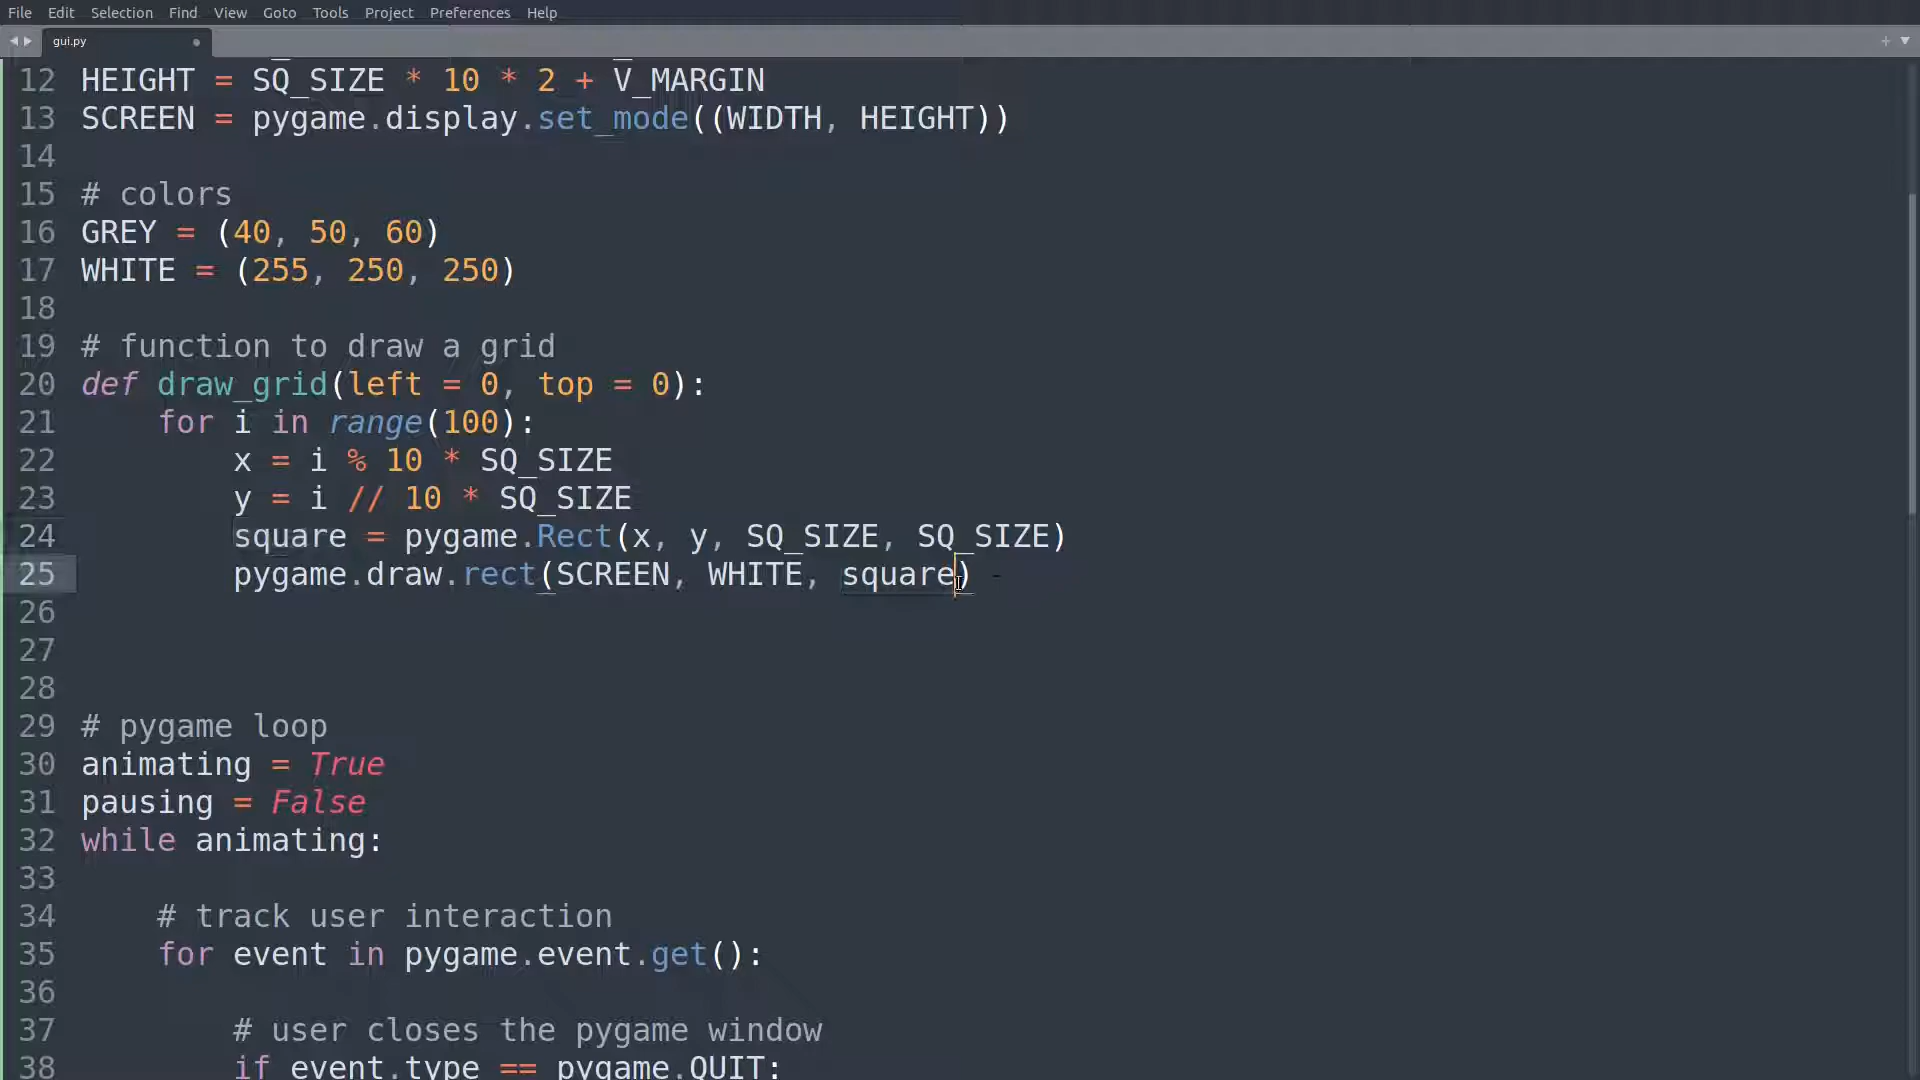 File Edit Selection Find View Goto Tools Project Preferences Help
gui.py
12 HEIGHT = SQ_SIZE * 10 * 2 + V_MARGIN
13 SCREEN = pygame.display.set_mode((WIDTH, HEIGHT))
14
15 # colors
16 GREY = (40, 50, 60)
17 WHITE = (255, 250, 250)
18
19 # function to draw a grid
20 def draw_grid(left = 0, top = 0):
21     for i in range(100):
22         x = i % 10 * SQ_SIZE
23         y = i // 10 * SQ_SIZE
24         square = pygame.Rect(x, y, SQ_SIZE, SQ_SIZE)
25         pygame.draw.rect(SCREEN, WHITE, square)
26
27
28
29 # pygame loop
30 animating = True
31 pausing = False
32 while animating:
33
34     # track user interaction
35     for event in pygame.event.get():
36
37         # user closes the pygame window
38         if event.type == pygame.QUIT: